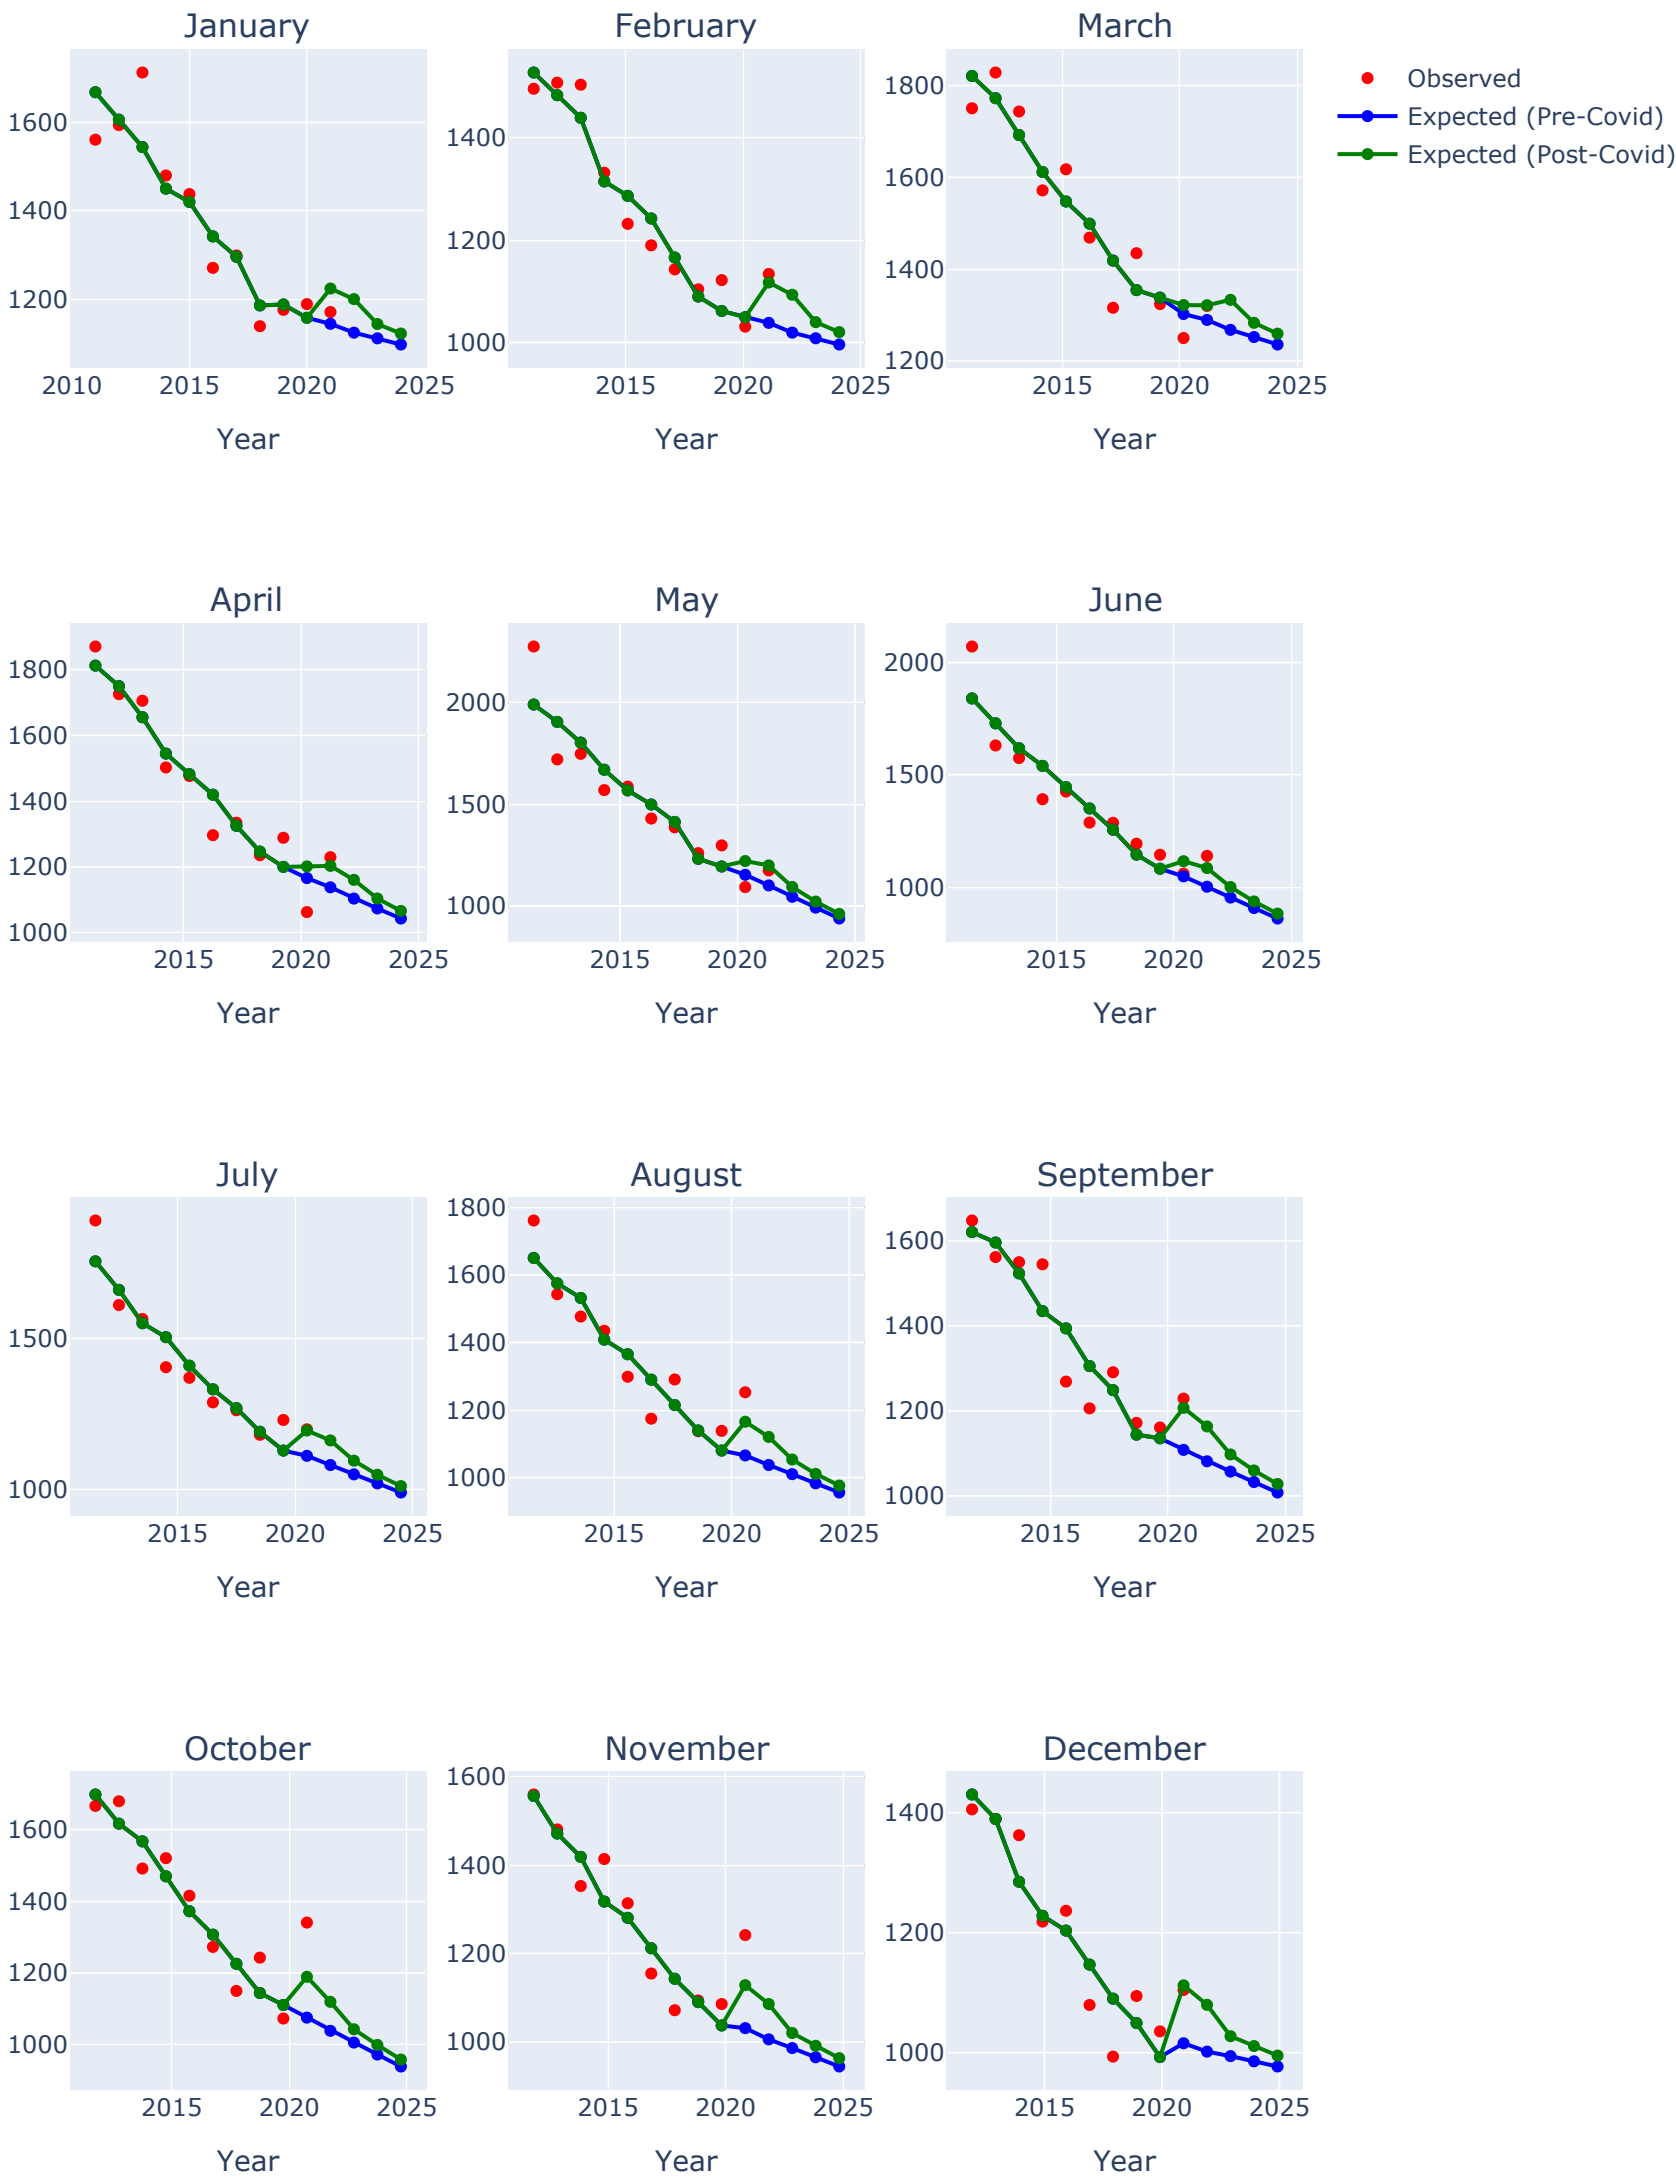 January
February
March
1600
1400
1200
2010
2015
2020
2025
Year
1400
1200
1000
2015
2020
2025
Year
1800
1600
1400
1200
2015
2020
2025
Year
Observed
Expected (Pre-Covid)
Expected (Post-Covid)
April
May
June
1800
1600
1400
1200
1000
2015
2020
2025
Year
2000
1500
1000
2015
2020
2025
Year
2000
1500
1000
2015
2020
2025
Year
July
August
September
1500
1000
2015
2020
2025
Year
1800
1600
1400
1200
1000
2015
2020
2025
Year
1600
1400
1200
1000
2015
2020
2025
Year
October
November
December
1600
1400
1200
1000
2015
2020
2025
Year
1600
1400
1200
1000
2015
2020
2025
Year
1400
1200
1000
2015
2020
2025
Year